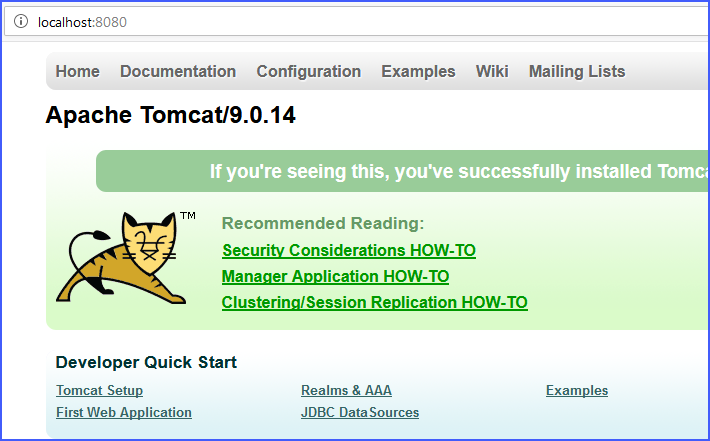 localhost:8080
Home Documentation Configuration Examples Wiki Mailing Lists
Apache Tomcat/9.0.14
If you're seeing this, you've successfully installed Tomca
TM
Recommended Reading:
Security Considerations HOW-TO
Manager Application HOW-TO
Clustering/Session Replication HOW-TO
Developer Quick Start
Tomcat Setup Realms & AAA Examples
First Web Application JDBC DataSources